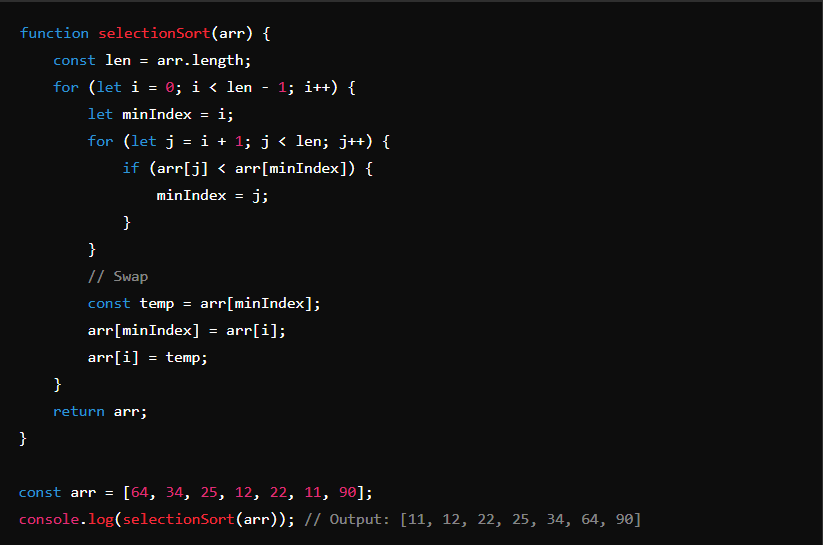 function selectionSort(arr) {
    const len = arr.length;
    for (let i = 0; i < len - 1; i++) {
        let minIndex = i;
        for (let j = i + 1; j < len; j++) {
            if (arr[j] < arr[minIndex]) {
                minIndex = j;
            }
        }
        // Swap
        const temp = arr[minIndex];
        arr[minIndex] = arr[i];
        arr[i] = temp;
    }
    return arr;
}

const arr = [64, 34, 25, 12, 22, 11, 90];
console.log(selectionSort(arr)); // Output: [11, 12, 22, 25, 34, 64, 90]